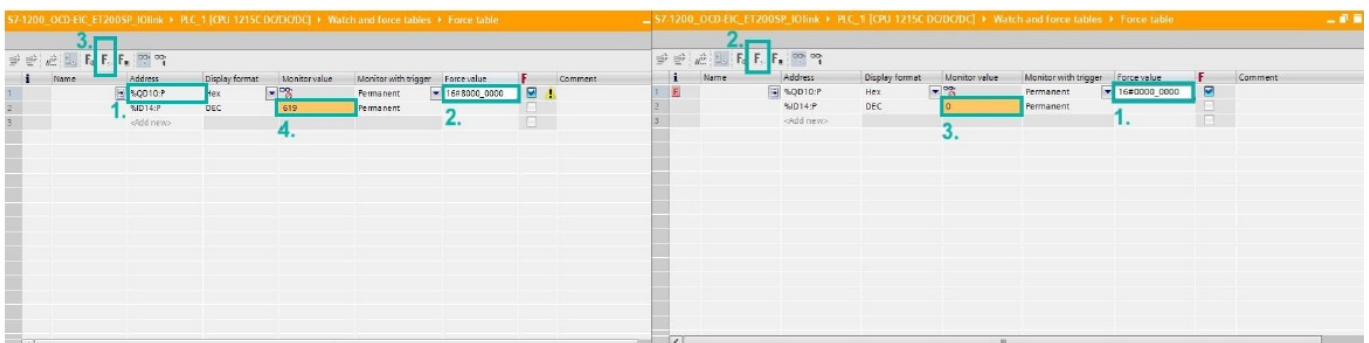 S7-1200_OCD-EIC_ET200SP_IOlink ▸ PLC_1 [CPU 1215C DC/DC/DC] ▸ Watch and force tables ▸ Force table
3.
i Name Address Display format Monitor value Monitor with trigger Force value F Comment
1 %QD10:P Hex Permanent 16#8000_0000
2 %ID14:P DEC 619 Permanent
3 <Add new>
1.
2.
4.
S7-1200_OCD-EIC_ET200SP_IOlink ▸ PLC_1 [CPU 1215C DC/DC/DC] ▸ Watch and force tables ▸ Force table
2.
i Name Address Display format Monitor value Monitor with trigger Force value F Comment
1 F %QD10:P Hex Permanent 16#0000_0000
2 %ID14:P DEC 0 Permanent
3 <Add new>
1.
3.